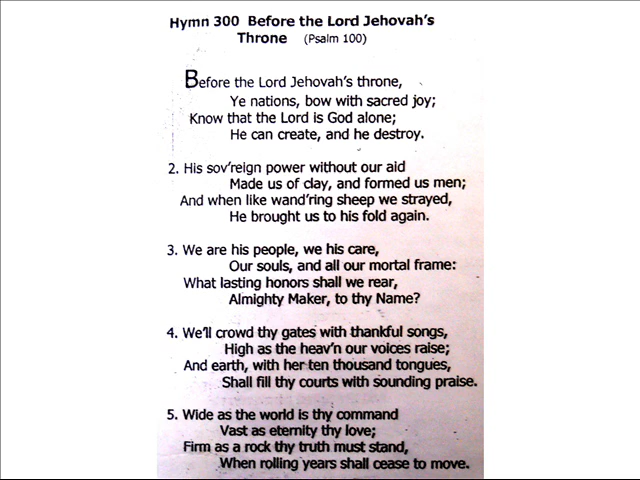 Hymn 300 Before the Lord Jehovah's
Throne (Psalm 100)
Before the Lord Jehovah's throne,
Ye nations, bow with sacred joy;
Know that the Lord is God alone;
He can create, and he destroy.
2. His sov'reign power without our aid
Made us of clay, and formed us men;
And when like wand'ring sheep we strayed,
He brought us to his fold again.
3. We are his people, we his care,
Our souls, and all our mortal frame:
What lasting honors shall we rear,
Almighty Maker, to thy Name?
4. We'll crowd thy gates with thankful songs,
High as the heav'n our voices raise;
And earth, with her ten thousand tongues,
Shall fill thy courts with sounding praise.
5. Wide as the world is thy command
Vast as eternity thy love;
Firm as a rock thy truth must stand,
When rolling years shall cease to move.